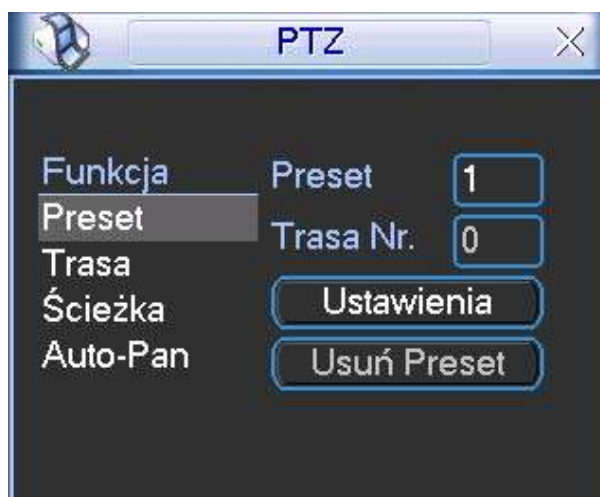 PTZ
Funkcja
Preset
Trasa
Ścieżka
Auto-Pan
Preset 1
Trasa Nr. 0
Ustawienia
Usuń Preset